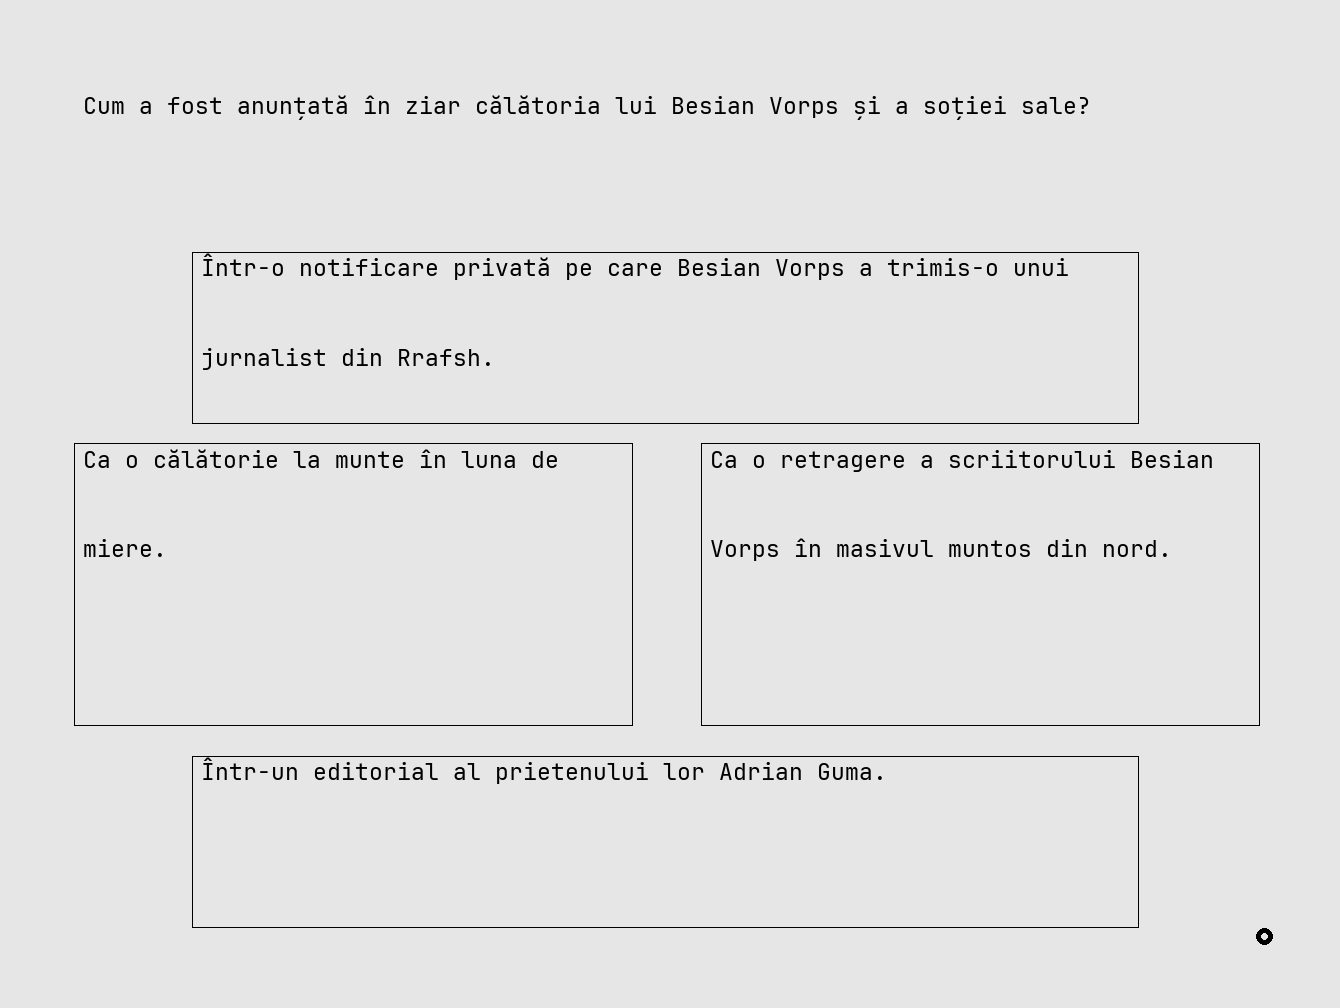 Cum a fost anunțată în ziar călătoria lui Besian Vorps și a soției sale?
Într-o notificare privată pe care Besian Vorps a trimis-o unui
jurnalist din Rrafsh.
Ca o călătorie la munte în luna de
miere.
Ca o retragere a scriitorului Besian
Vorps în masivul muntos din nord.
Într-un editorial al prietenului lor Adrian Guma.